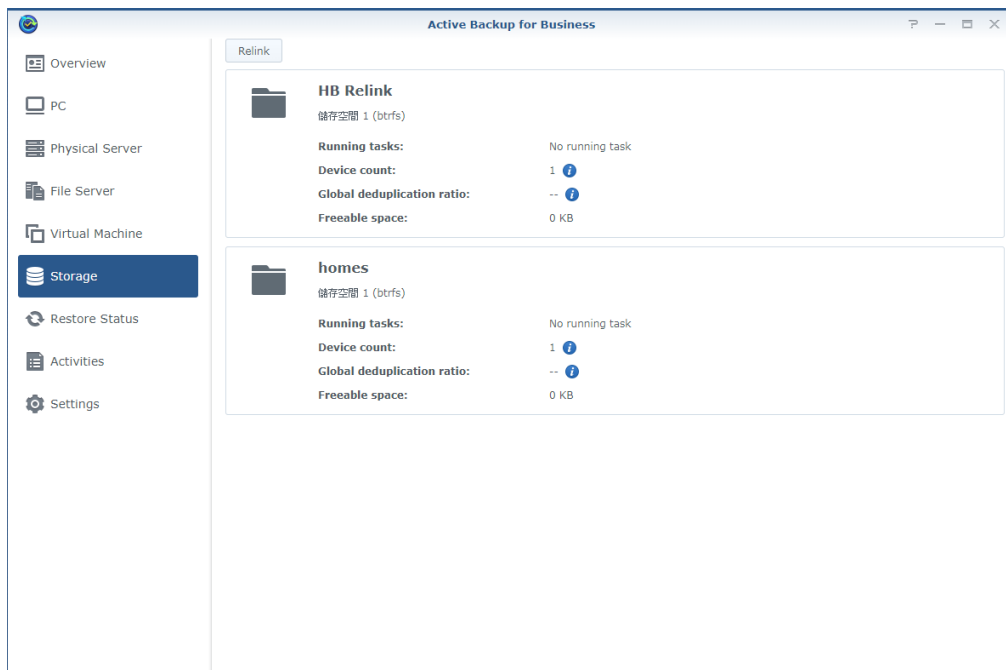 Active Backup for Business
Overview
PC
Physical Server
File Server
Virtual Machine
Storage
Restore Status
Activities
Settings
Relink
HB Relink
儲存空間 1 (btrfs)
Running tasks: No running task
Device count: 1
Global deduplication ratio: --
Freeable space: 0 KB
homes
儲存空間 1 (btrfs)
Running tasks: No running task
Device count: 1
Global deduplication ratio: --
Freeable space: 0 KB